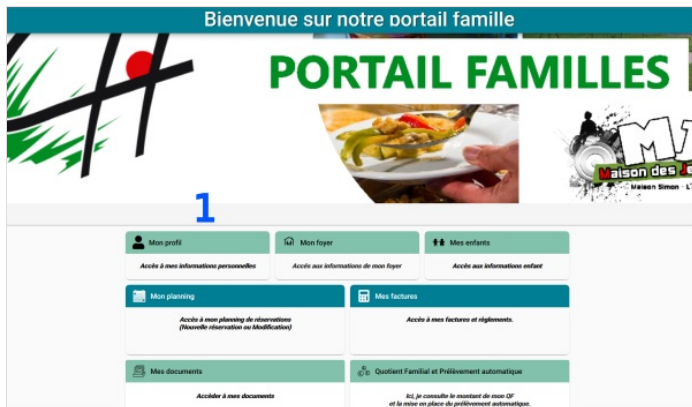 Bienvenue sur notre portail famille
PORTAIL FAMILLES
Maison des
Maison Simon - L'
1
Mon profil
Mon foyer
Mes enfants
Accès à mes informations personnelles
Accès aux informations de mon foyer
Accès aux informations enfant
Mon planning
Mes factures
Accès à mon planning de réservations
(Nouvelle réservation ou Modification)
Accès à mes factures et règlements.
Mes documents
Quotient Familial et Prélèvement automatique
Accéder à mes documents
Ici, je consulte le montant de mon QF
et la mise en place du prélèvement automatique.